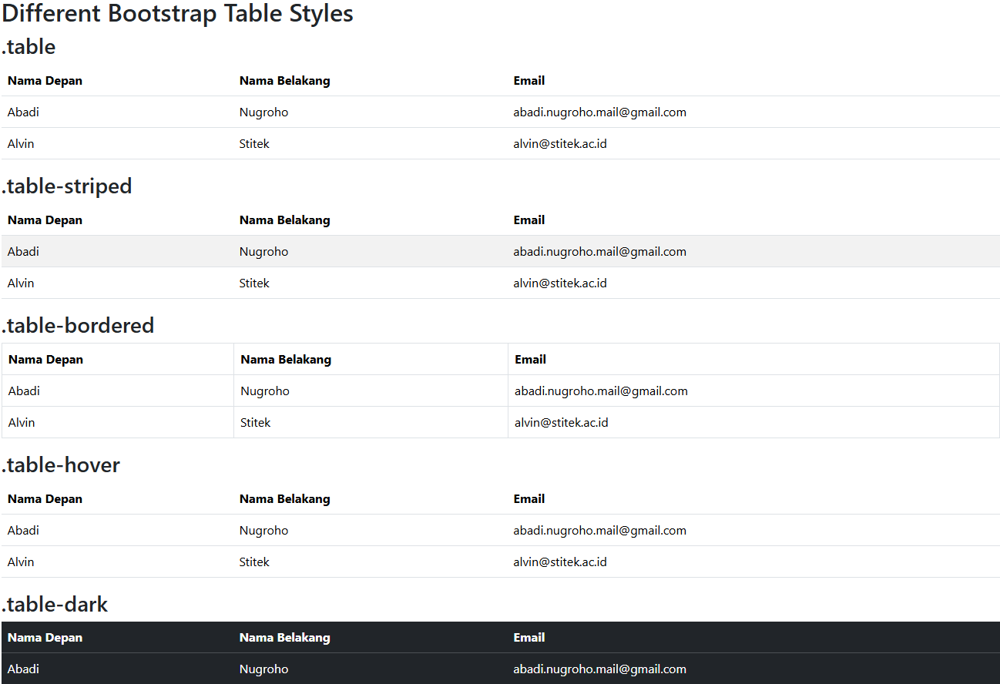 Different Bootstrap Table Styles
.table
Nama Depan Nama Belakang Email
Abadi Nugroho abadi.nugroho.mail@gmail.com
Alvin Stitek alvin@stitek.ac.id
.table-striped
Nama Depan Nama Belakang Email
Abadi Nugroho abadi.nugroho.mail@gmail.com
Alvin Stitek alvin@stitek.ac.id
.table-bordered
Nama Depan Nama Belakang Email
Abadi Nugroho abadi.nugroho.mail@gmail.com
Alvin Stitek alvin@stitek.ac.id
.table-hover
Nama Depan Nama Belakang Email
Abadi Nugroho abadi.nugroho.mail@gmail.com
Alvin Stitek alvin@stitek.ac.id
.table-dark
Nama Depan Nama Belakang Email
Abadi Nugroho abadi.nugroho.mail@gmail.com